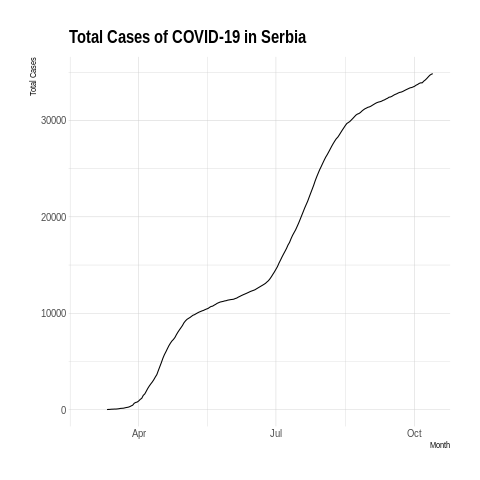 Total Cases of COVID-19 in Serbia
Total Cases
30000
20000
10000
0
Apr
Jul
Oct
Month